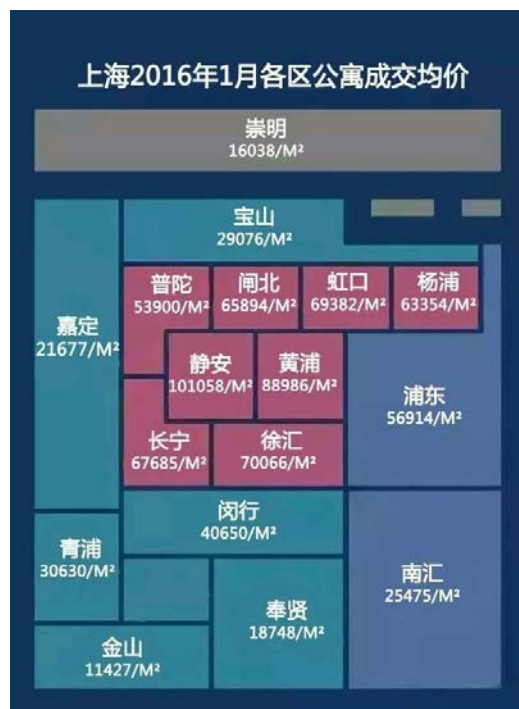 上海2016年1月各区公寓成交均价
崇明
16038/M²
宝山
29076/M²
普陀
53900/M²
闸北
65894/M²
虹口
69382/M²
杨浦
63354/M²
嘉定
21677/M²
静安
101058/M²
黄浦
88986/M²
浦东
56914/M²
长宁
67685/M²
徐汇
70066/M²
闵行
40650/M²
青浦
30630/M²
南汇
25475/M²
奉贤
18748/M²
金山
11427/M²